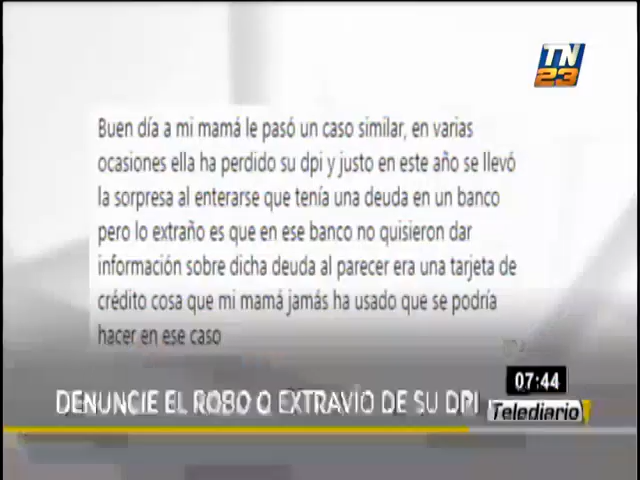 TN
23
Buen día a mi mamá le pasó un caso similar, en varias
ocasiones ella ha perdido su dpi y justo en este año se llevó
la sorpresa al enterarse que tenía una deuda en un banco
pero lo extraño es que en ese banco no quisieron dar
información sobre dicha deuda al parecer era una tarjeta de
crédito cosa que mi mamá jamás ha usado que se podría
hacer en ese caso
07:44
DENUNCIE EL ROBO O EXTRAVÍO DE SU DPI
Telediario